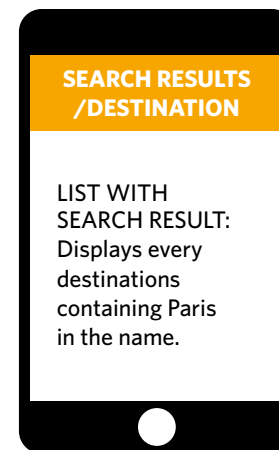 SEARCH RESULTS
/DESTINATION
LIST WITH
SEARCH RESULT:
Displays every
destinations
containing Paris
in the name.